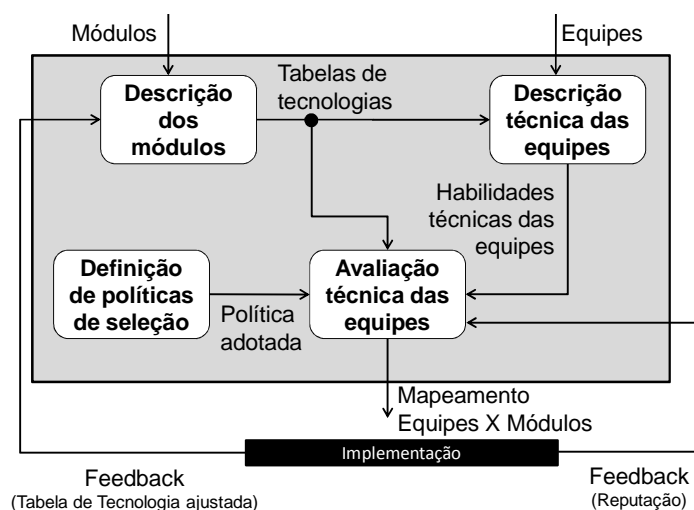 Módulos
Equipes
Descrição
dos
módulos
Tabelas de
tecnologias
Descrição
técnica das
equipes
Habilidades
técnicas das
equipes
Definição
de políticas
de seleção
Política
adotada
Avaliação
técnica das
equipes
Mapeamento
Equipes X Módulos
Implementação
Feedback
(Tabela de Tecnologia ajustada)
Feedback
(Reputação)